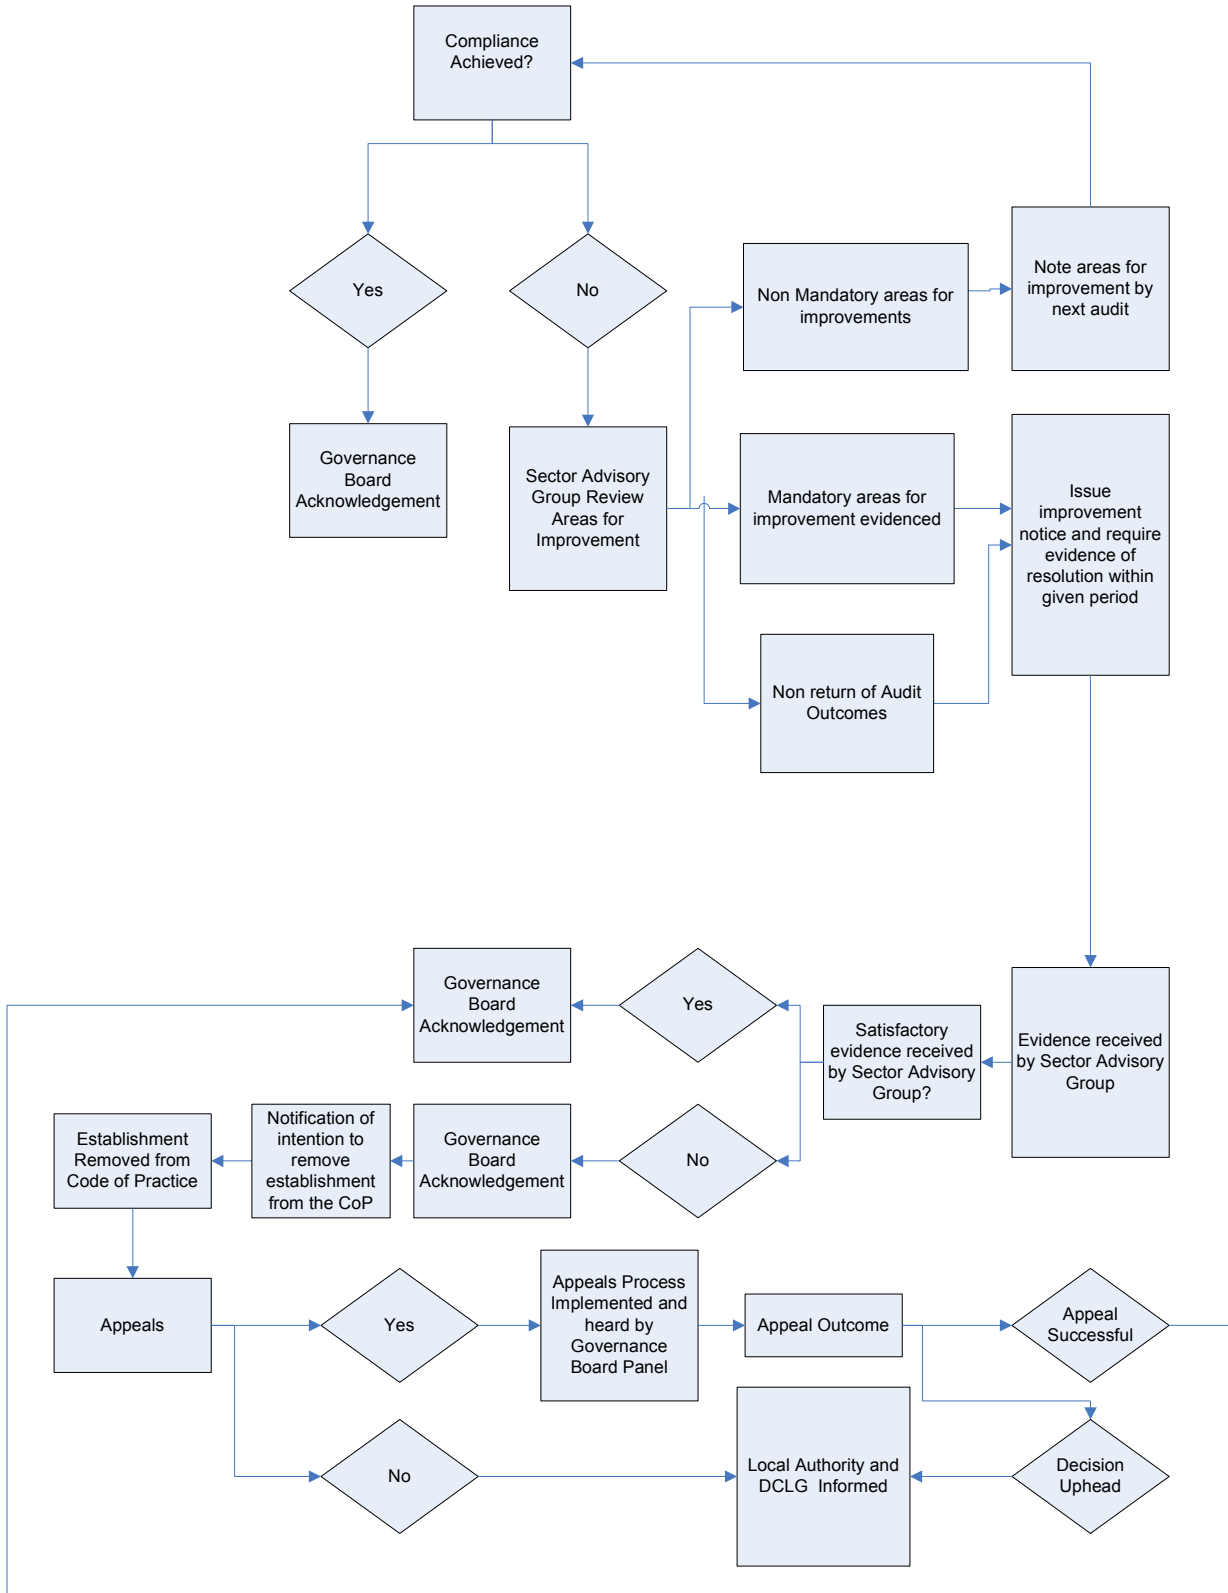 Compliance
Achieved?
Yes
No
Non Mandatory areas for
improvements
Note areas for
improvement by
next audit
Governance
Board
Acknowledgement
Sector Advisory
Group Review
Areas for
Improvement
Mandatory areas for
improvement evidenced
Issue
improvement
notice and require
evidence of
resolution within
given period
Non return of Audit
Outcomes
Governance
Board
Acknowledgement
Yes
Satisfactory
evidence received
by Sector Advisory
Group?
Evidence received
by Sector Advisory
Group
Establishment
Removed from
Code of Practice
Notification of
intention to
remove
establishment
from the CoP
Governance
Board
Acknowledgement
No
Appeals
Yes
Appeals Process
Implemented and
heard by
Governance
Board Panel
Appeal Outcome
Appeal
Successful
No
Local Authority and
DCLG  Informed
Decision
Uphead